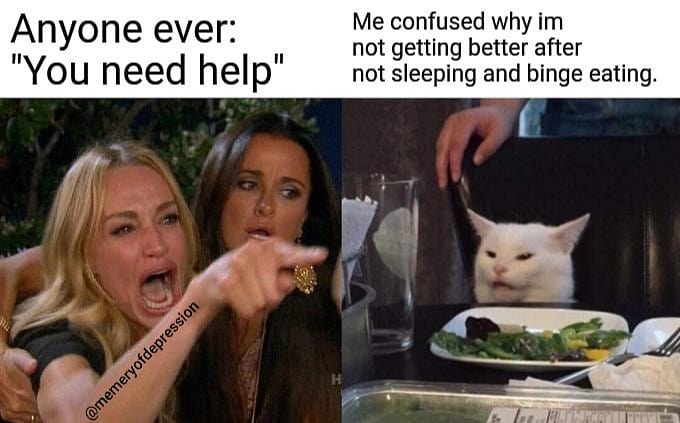 Anyone ever:
"You need help"
Me confused why im
not getting better after
not sleeping and binge eating.
@memeryofdepression
H